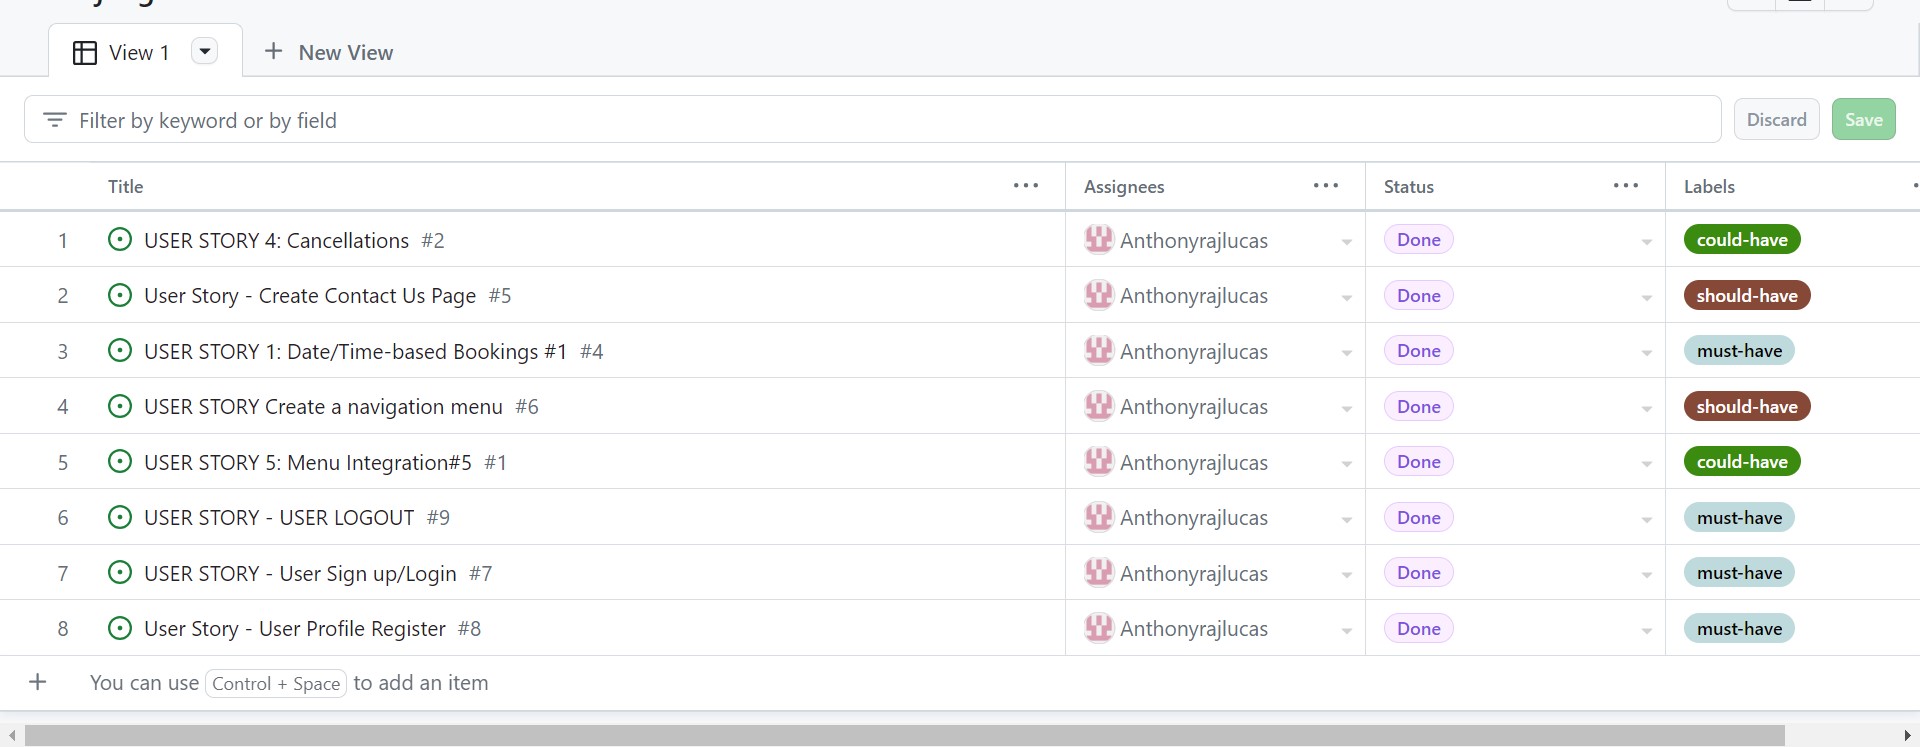 View 1
New View
Filter by keyword or by field
Discard
Save
Title
Assignees
Status
Labels
1 USER STORY 4: Cancellations #2 Anthonyrajlucas Done could-have
2 User Story - Create Contact Us Page #5 Anthonyrajlucas Done should-have
3 USER STORY 1: Date/Time-based Bookings #1 #4 Anthonyrajlucas Done must-have
4 USER STORY Create a navigation menu #6 Anthonyrajlucas Done should-have
5 USER STORY 5: Menu Integration#5 #1 Anthonyrajlucas Done could-have
6 USER STORY - USER LOGOUT #9 Anthonyrajlucas Done must-have
7 USER STORY - User Sign up/Login #7 Anthonyrajlucas Done must-have
8 User Story - User Profile Register #8 Anthonyrajlucas Done must-have
You can use Control + Space to add an item